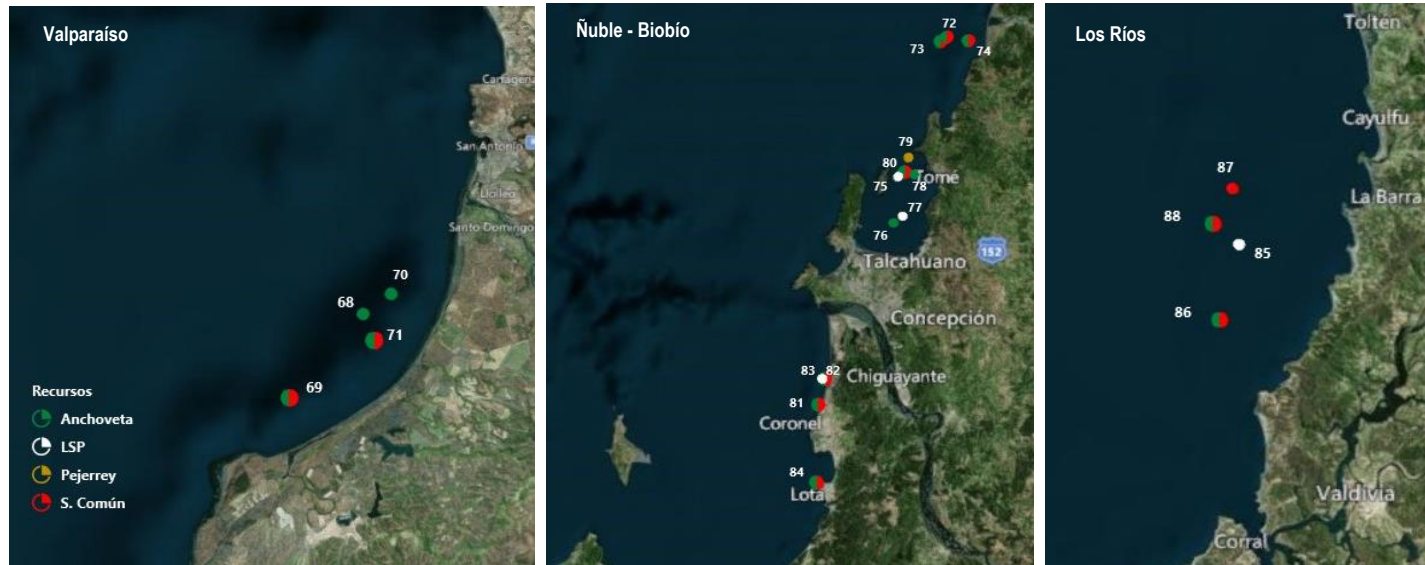 Valparaíso
Cartagena
San Antonio
Llolleo
Santo Domingo
70
68
71
69
Recursos
Anchoveta
LSP
Pejerrey
S. Común
Ñuble - Biobío
72
73
74
79
80
Tomé
75
78
77
76
Talcahuano
152
Concepción
83
82
Chiguayante
81
Coronel
84
Lota
Los Ríos
Toltén
Cayulfu
87
La Barra
88
85
86
Valdivia
Corral